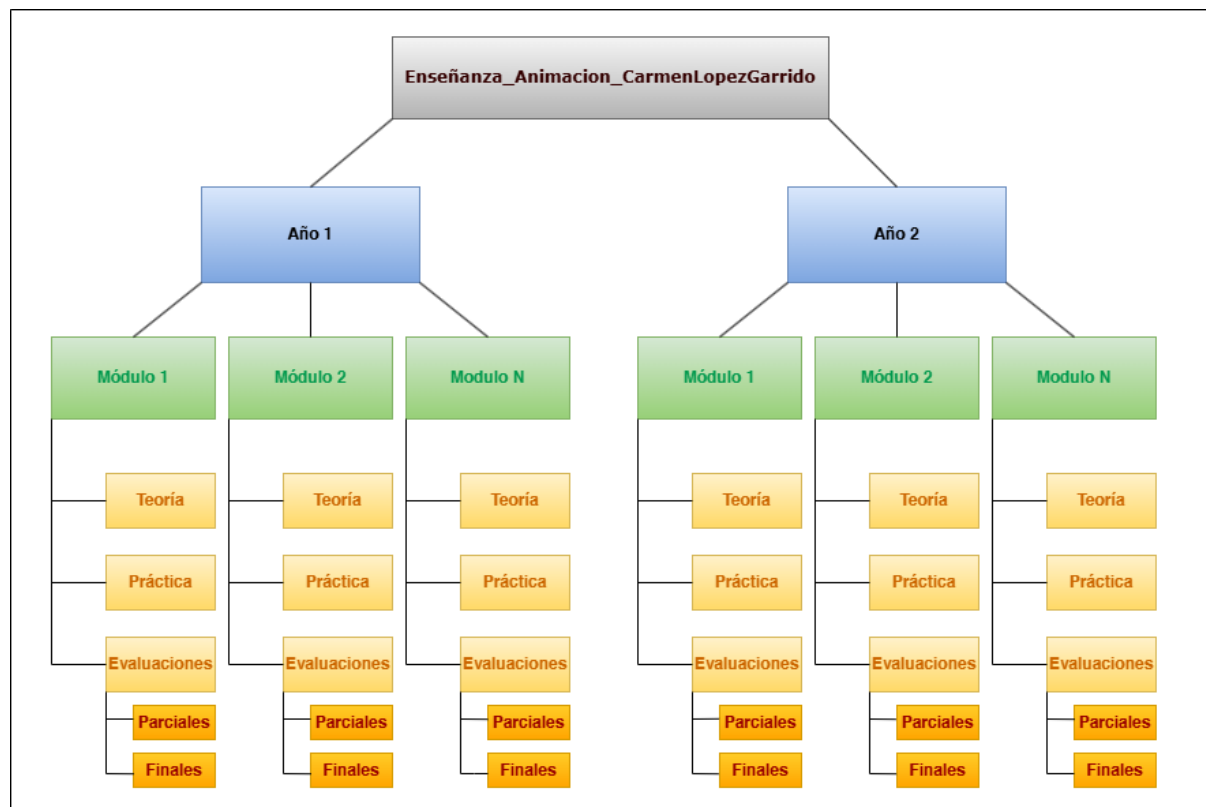 Enseñanza_Animacion_CarmenLopezGarrido
Año 1
Año 2
Módulo 1
Módulo 2
Modulo N
Módulo 1
Módulo 2
Modulo N
Teoría
Teoría
Teoría
Teoría
Teoría
Teoría
Práctica
Práctica
Práctica
Práctica
Práctica
Práctica
Evaluaciones
Evaluaciones
Evaluaciones
Evaluaciones
Evaluaciones
Evaluaciones
Parciales
Parciales
Parciales
Parciales
Parciales
Parciales
Finales
Finales
Finales
Finales
Finales
Finales